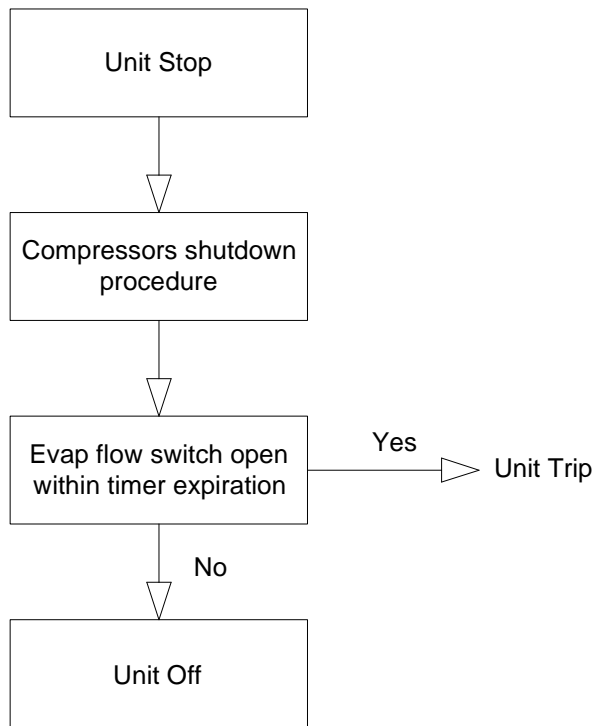 Unit Stop
Compressors shutdown
procedure
Evap flow switch open
within timer expiration
Yes
Unit Trip
No
Unit Off